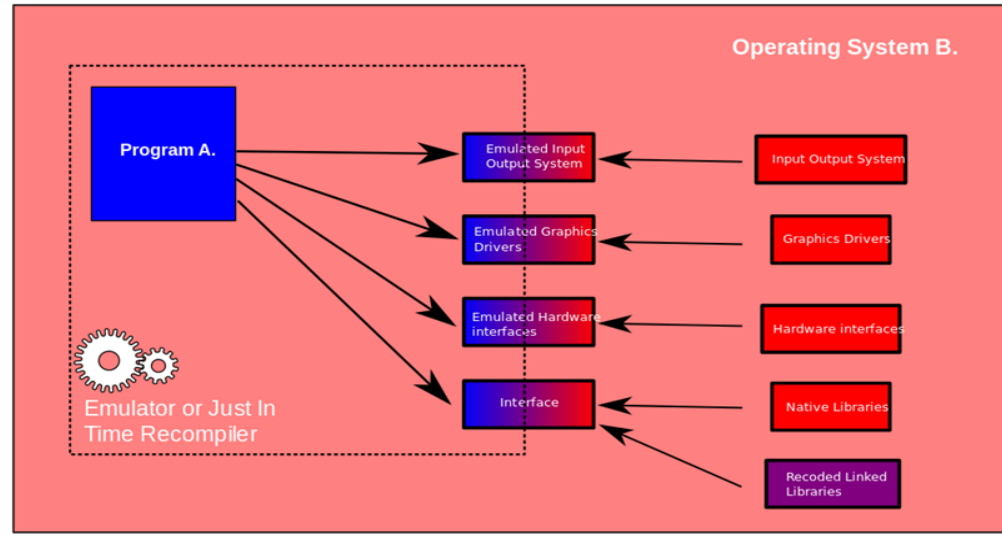 Operating System B.
Program A.
Emulated Input
Output System
Input Output System
Emulated Graphics
Drivers
Graphics Drivers
Emulated Hardware
interfaces
Hardware interfaces
Interface
Native Libraries
Emulator or Just In
Time Recompiler
Recoded Linked
Libraries